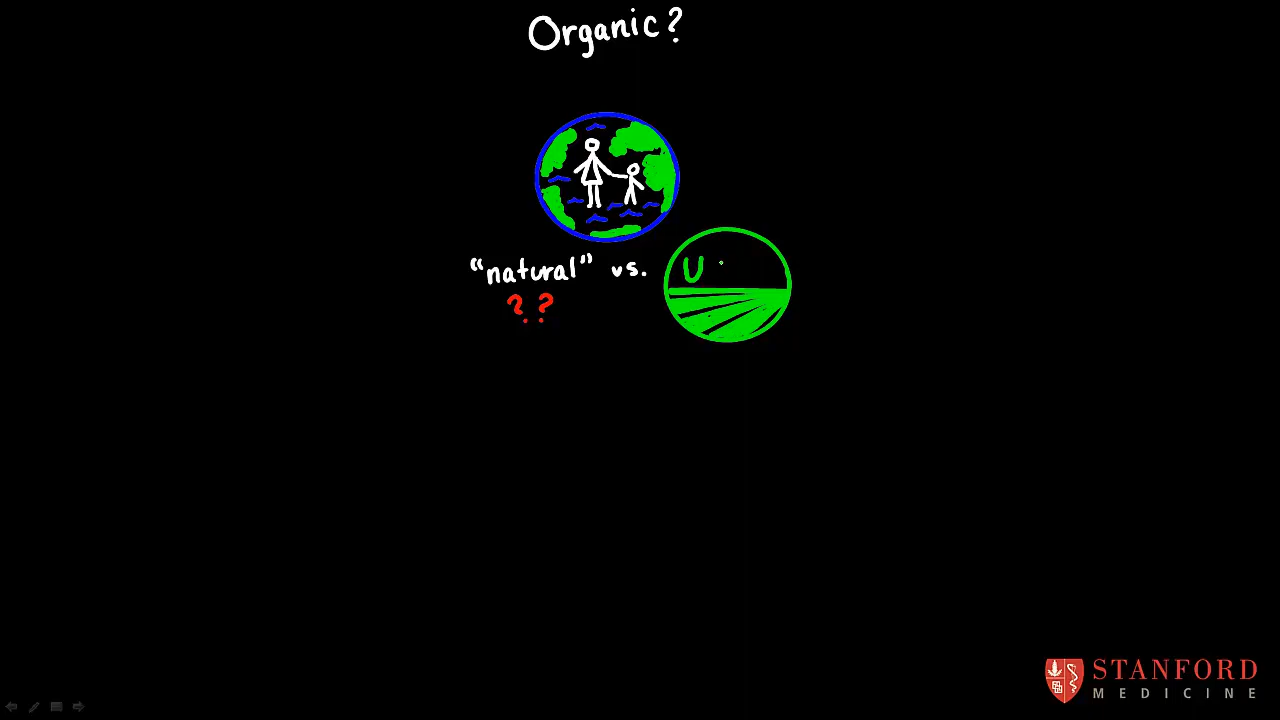 Organic?
"natural" vs.
? ?
U
STANFORD
MEDICINE